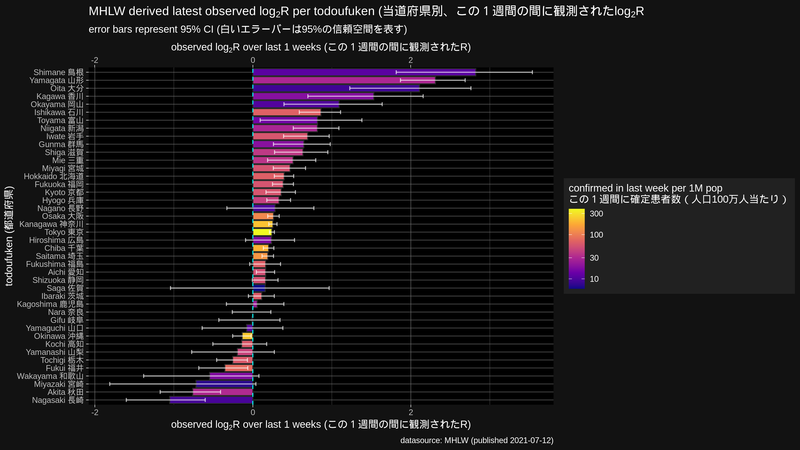 MHLW derived latest observed log₂R per todoufuken (当道府県別、この１週間の間に観測されたlog₂R
error bars represent 95% CI (白いエラーバーは95%の信頼空間を表す)
observed log₂R over last 1 weeks (この１週間の間に観測されたR)
-2 0 2
todoufuken (都道府県)
Shimane 島根
Yamagata 山形
Oita 大分
Kagawa 香川
Okayama 岡山
Ishikawa 石川
Toyama 富山
Niigata 新潟
Iwate 岩手
Gunma 群馬
Shiga 滋賀
Mie 三重
Miyagi 宮城
Hokkaido 北海道
Fukuoka 福岡
Kyoto 京都
Hyogo 兵庫
Nagano 長野
Osaka 大阪
Kanagawa 神奈川
Tokyo 東京
Hiroshima 広島
Chiba 千葉
Saitama 埼玉
Fukushima 福島
Aichi 愛知
Shizuoka 静岡
Saga 佐賀
Ibaraki 茨城
Kagoshima 鹿児島
Nara 奈良
Gifu 岐阜
Yamaguchi 山口
Okinawa 沖縄
Kochi 高知
Yamanashi 山梨
Tochigi 栃木
Fukui 福井
Wakayama 和歌山
Miyazaki 宮崎
Akita 秋田
Nagasaki 長崎
-2 0 2
observed log₂R over last 1 weeks (この１週間の間に観測されたR)
confirmed in last week per 1M pop
この１週間に確定患者数（人口100万人当たり）
300
100
30
10
datasource: MHLW (published 2021-07-12)